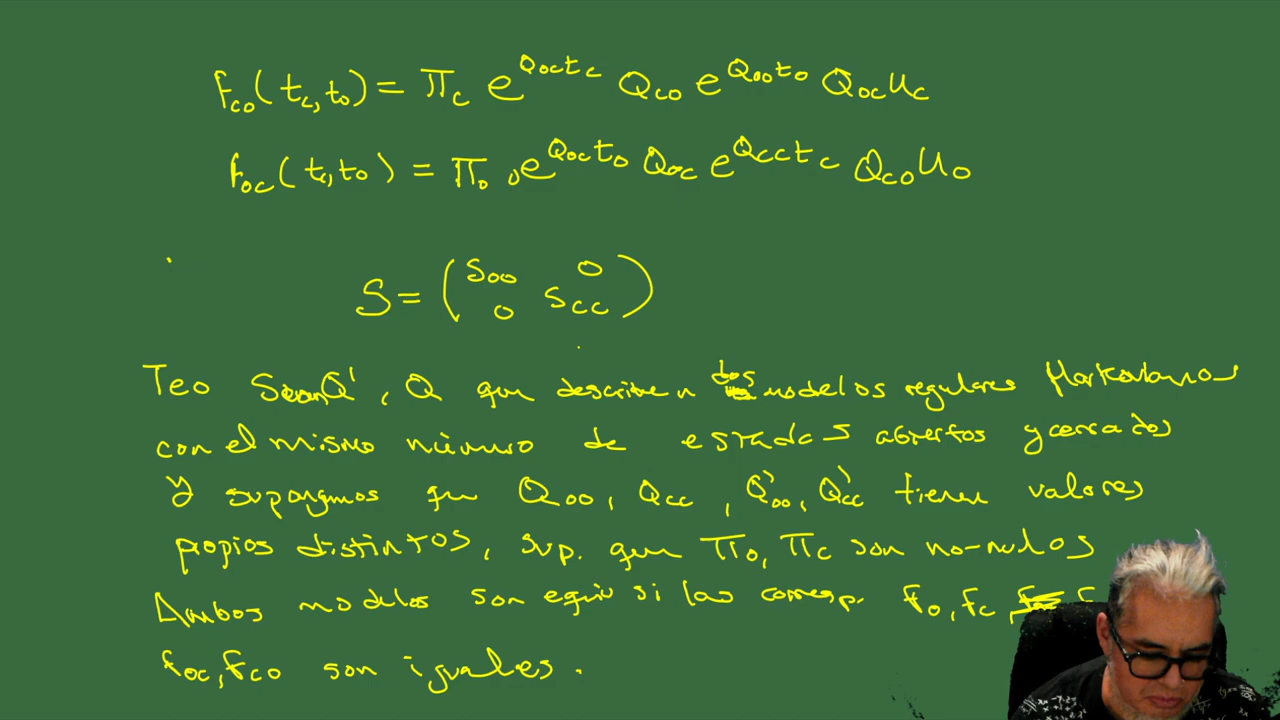 f_co(t_c,t_o) = π_c e^{Q_oc t_c} Q_co e^{Q_oo t_o} Q_oc u_c
f_oc(t_c,t_o) = π_o e^{Q_oc t_o} Q_oc e^{Q_cc t_c} Q_co u_o
S = ( S_oo 0
0 S_cc )
Teo Sean Q', Q que describen dos modelos regulares Markovianos
con el mismo número de estados abiertos y cerrados
y supongmos que Q_oo, Q_cc, Q'_oo, Q'_cc tienen valores
propios distintos, sup. que π_o, π_c son no-nulos
Ambos modelos son equiv si las corresp. f_o, f_c,
f_oc, f_co son iguales.